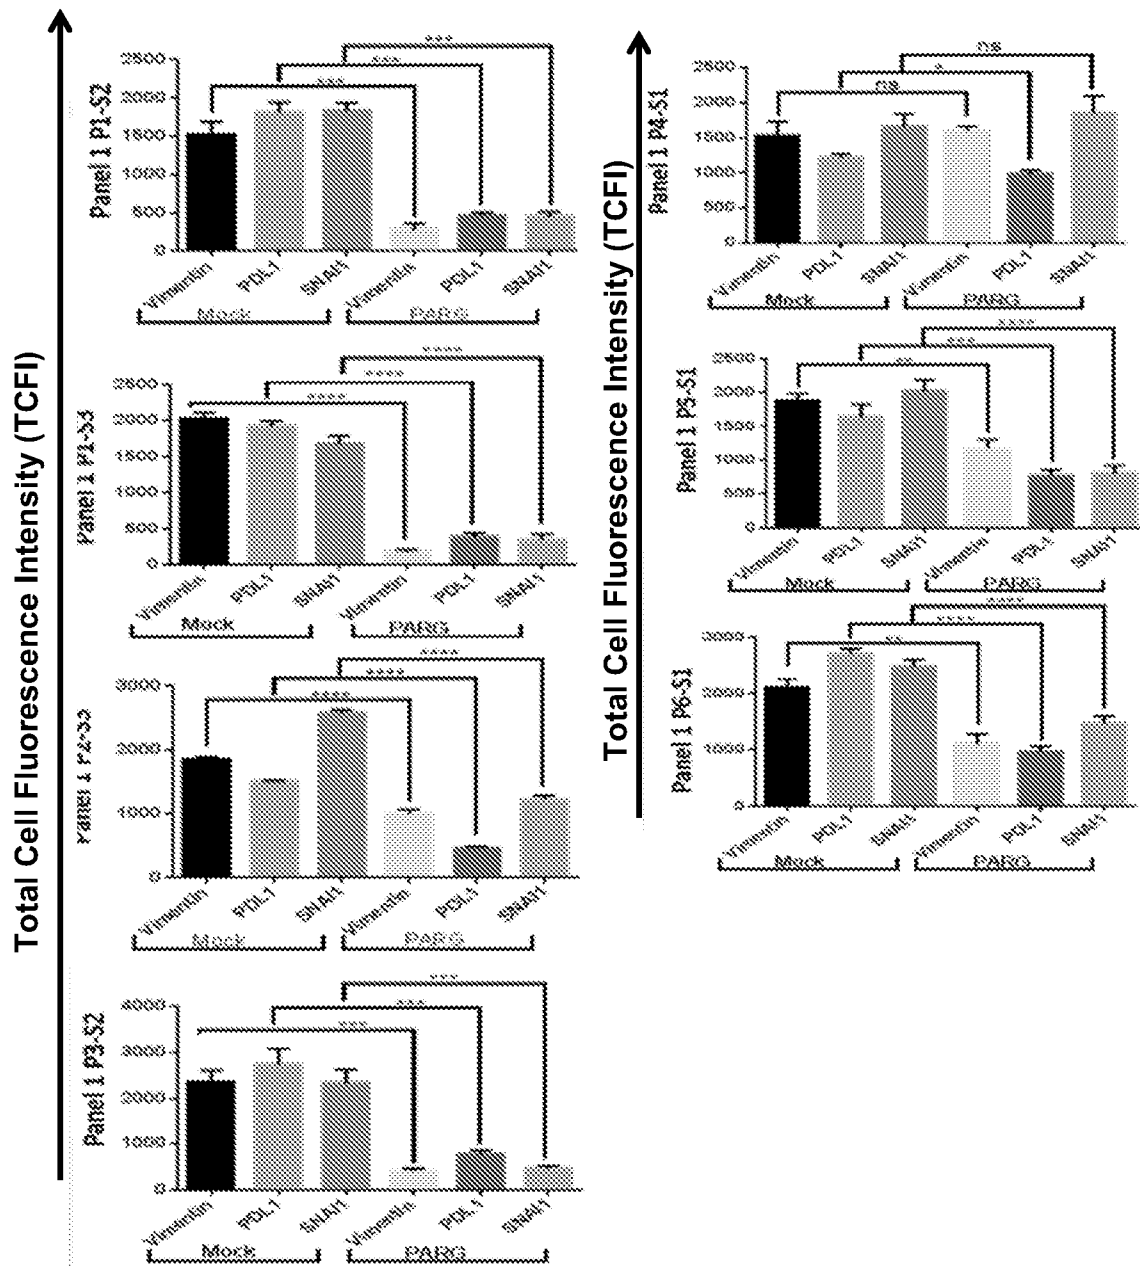 Total Cell Fluorescence Intensity (TCFI)
Panel 1 P1-S2
2500
2000
1500
1000
500
0
***
***
***
Vimentin
PDL1
SNAI1
Vimentin
PDL1
SNAI1
Mock
PARG
Panel 1 P1-S3
2500
2000
1500
1000
500
0
****
****
****
Vimentin
PDL1
SNAI1
Vimentin
PDL1
SNAI1
Mock
PARG
Panel 1 P2-S3
3000
2000
1000
0
****
****
****
Vimentin
PDL1
SNAI1
Vimentin
PDL1
SNAI1
Mock
PARG
Panel 1 P3-S2
4000
3000
2000
1000
0
***
***
***
Vimentin
PDL1
SNAI1
Vimentin
PDL1
SNAI1
Mock
PARG
Total Cell Fluorescence Intensity (TCFI)
Panel 1 P4-S1
2500
2000
1500
1000
500
0
ns
*
ns
Vimentin
PDL1
SNAI1
Vimentin
PDL1
SNAI1
Mock
PARG
Panel 1 P5-S1
2500
2000
1500
1000
500
0
****
***
**
Vimentin
PDL1
SNAI1
Vimentin
PDL1
SNAI1
Mock
PARG
Panel 1 P6-S1
3000
2000
1000
0
****
****
**
Vimentin
PDL1
SNAI1
Vimentin
PDL1
SNAI1
Mock
PARG